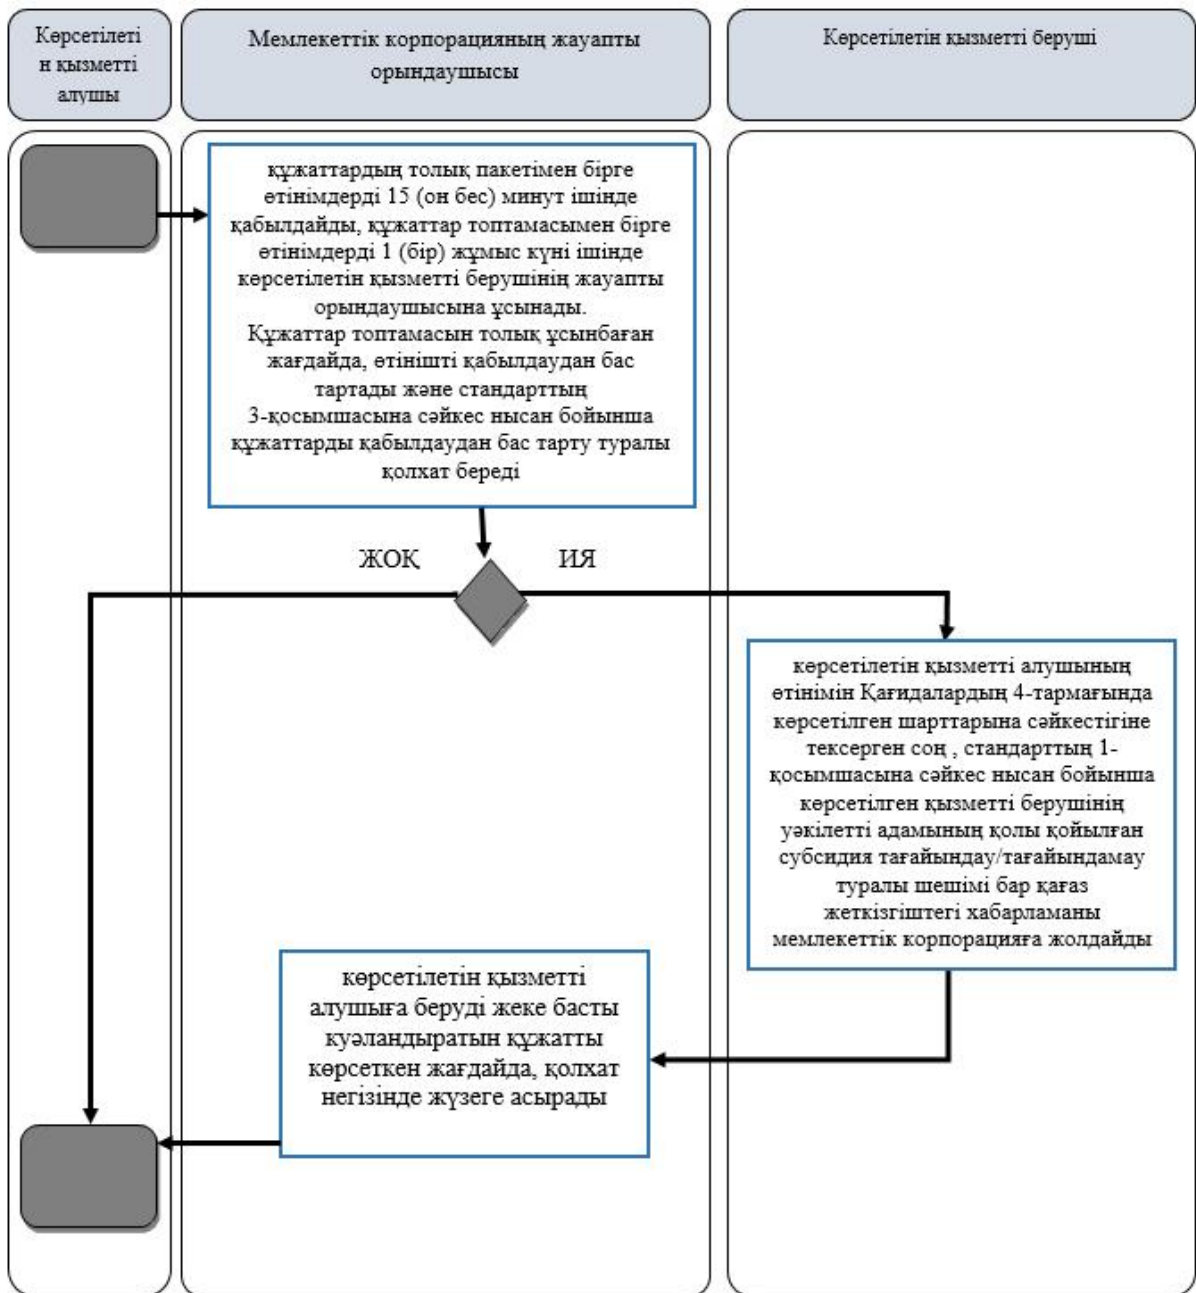 Көрсетілеті
н қызметті
алушы
Мемлекеттік корпорацияның жауапты
орындаушысы
Көрсетілетін қызметті беруші
құжаттардың толық пакетімен бірге
өтінімдерді 15 (он бес) минут ішінде
қабылдайды, құжаттар топтамасымен бірге
өтінімдерді 1 (бір) жұмыс күні ішінде
көрсетілетін қызметті берушінің жауапты
орындаушысына ұсынады.
Құжаттар топтамасын толық ұсынбаған
жағдайда, өтінішті қабылдаудан бас
тартады және стандарттың
3-қосымшасына сәйкес нысан бойынша
құжаттарды қабылдаудан бас тарту туралы
қолхат береді
ЖОҚ
ИЯ
көрсетілетін қызметті алушының
өтінімін Қағидалардың 4-тармағында
көрсетілген шарттарына сәйкестігіне
тексерген соң , стандарттың 1-
қосымшасына сәйкес нысан бойынша
көрсетілген қызметті берушінің
уәкілетті адамының қолы қойылған
субсидия тағайындау/тағайындамау
туралы шешімі бар қағаз
жеткізгіштегі хабарламаны
мемлекеттік корпорацияға жолдайды
көрсетілетін қызметті
алушыға беруді жеке басты
куәландыратын құжатты
көрсеткен жағдайда, қолхат
негізінде жүзеге асырады